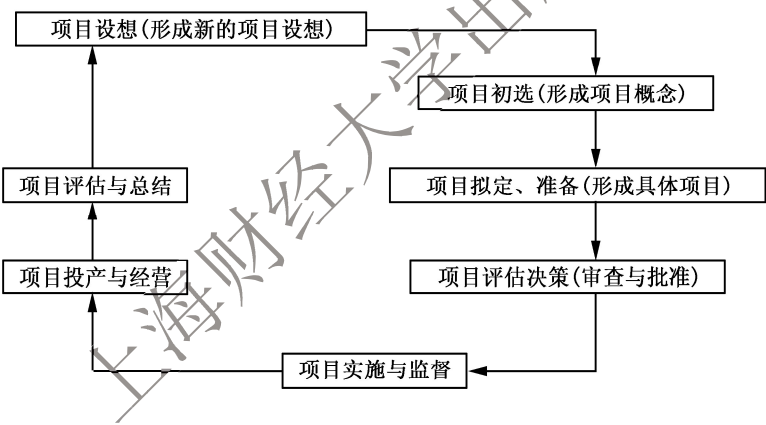 项目设想(形成新的项目设想)
项目初选(形成项目概念)
项目拟定、准备(形成具体项目)
项目评估决策(审查与批准)
项目实施与监督
项目投产与经营
项目评估与总结
上海财经大学出